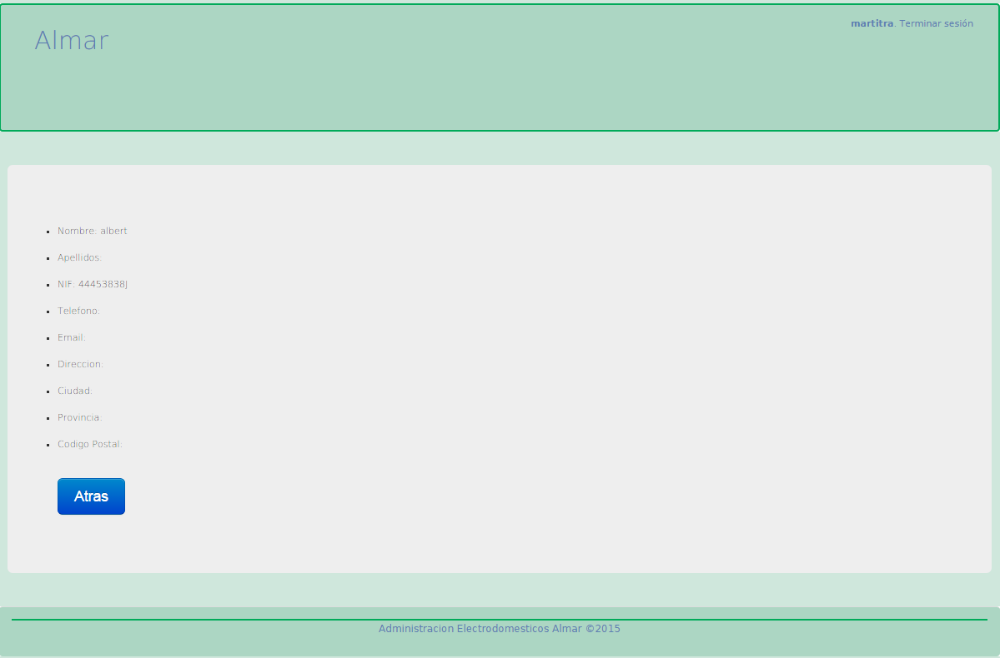 Almar
martitra. Terminar sesión
Nombre: albert
Apellidos:
NIF: 44453838J
Telefono:
Email:
Direccion:
Ciudad:
Provincia:
Codigo Postal:
Atras
Administracion Electrodomesticos Almar ©2015